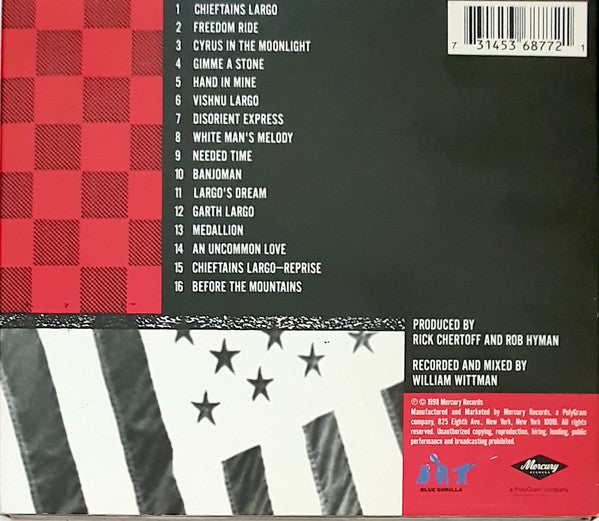 1 CHIEFTAINS LARGO
2 FREEDOM RIDE
3 CYRUS IN THE MOONLIGHT
4 GIMME A STONE
5 HAND IN MINE
6 VISHNU LARGO
7 DISORIENT EXPRESS
8 WHITE MAN'S MELODY
9 NEEDED TIME
10 BANJOMAN
11 LARGO'S DREAM
12 GARTH LARGO
13 MEDALLION
14 AN UNCOMMON LOVE
15 CHIEFTAINS LARGO—REPRISE
16 BEFORE THE MOUNTAINS
7 31453 68772 1
PRODUCED BY
RICK CHERTOFF AND ROB HYMAN
RECORDED AND MIXED BY
WILLIAM WITTMAN
℗ © 1998 Mercury Records
Manufactured and Marketed by Mercury Records, a PolyGram
company, 825 Eighth Ave., New York, New York 10019. All rights
reserved. Unauthorized copying, reproduction, hiring, lending, public
performance and broadcasting prohibited.
BLUE GORILLA
Mercury
RECORDS
a PolyGram company